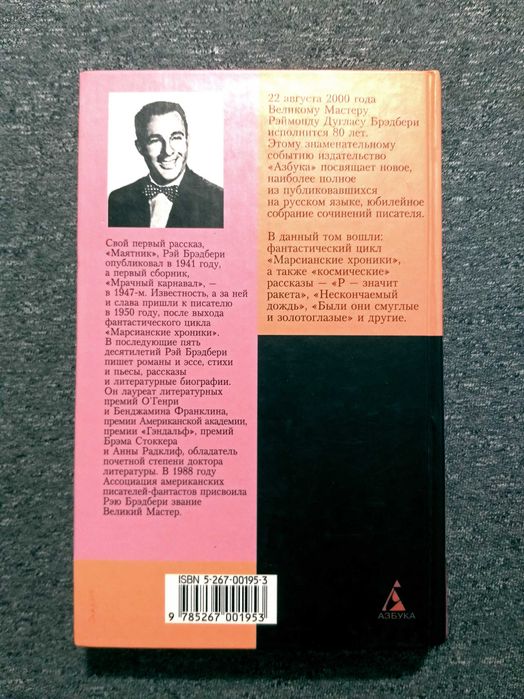 22 августа 2000 года
Великому Мастеру
Рэймонду Дугласу Брэдбери
исполнится 80 лет.
Этому знаменательному
событию издательство
«Азбука» посвящает новое,
наиболее полное
из публиковавшихся
на русском языке, юбилейное
собрание сочинений писателя.
В данный том вошли:
фантастический цикл
«Марсианские хроники»,
а также «космические»
рассказы — «Р — значит
ракета», «Нескончаемый
дождь», «Были они смуглые
и золотоглазые» и другие.
Свой первый рассказ,
«Маятник», Рэй Брэдбери
опубликовал в 1941 году,
а первый сборник,
«Мрачный карнавал», —
в 1947-м. Известность, а за ней
и слава пришли к писателю
в 1950 году, после выхода
фантастического цикла
«Марсианские хроники».
В последующие пять
десятилетий Рэй Брэдбери
пишет романы и эссе, стихи
и пьесы, рассказы
и литературные биографии.
Он лауреат литературных
премий О'Генри
и Бенджамина Франклина,
премии Американской академии,
премии «Гэндальф», премий
Брэма Стоккера
и Анны Радклиф, обладатель
почетной степени доктора
литературы. В 1988 году
Ассоциация американских
писателей-фантастов присвоила
Рэю Брэдбери звание
Великий Мастер.
ISBN 5-267-00195-3
9 785267 001953
АЗБУКА